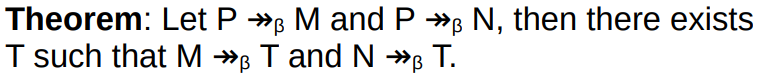 Theorem: Let P ↠ᵦ M and P ↠ᵦ N, then there exists
T such that M ↠ᵦ T and N ↠ᵦ T.